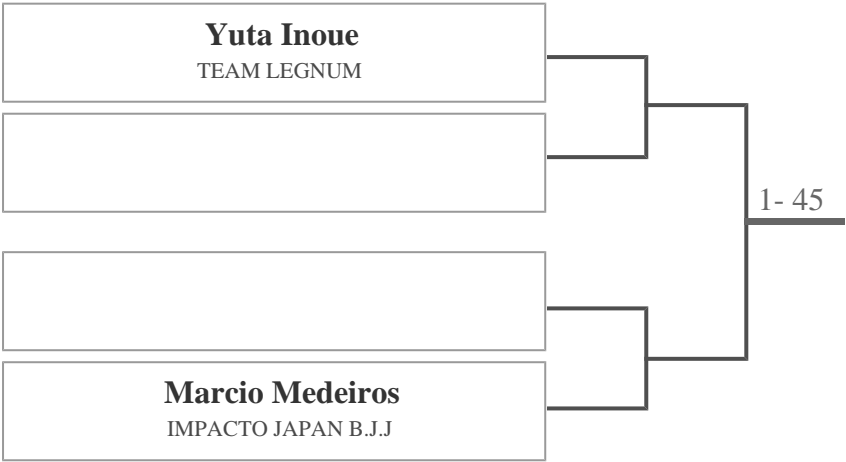 Yuta Inoue
TEAM LEGNUM
1- 45
Marcio Medeiros
IMPACTO JAPAN B.J.J